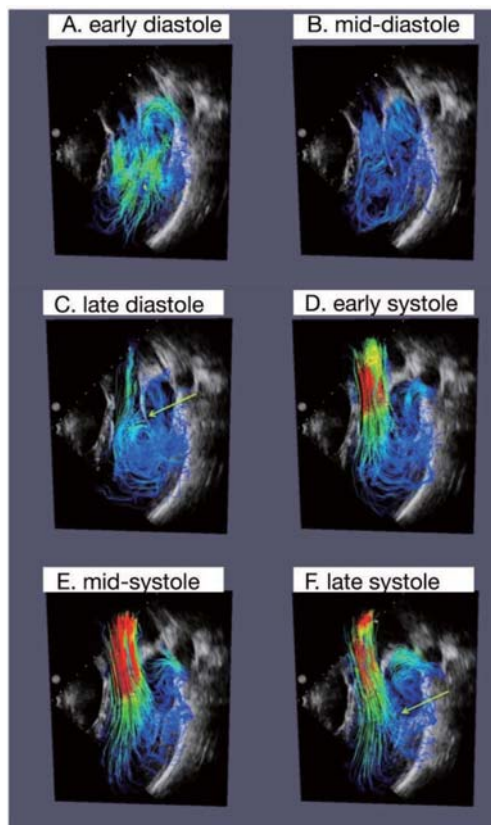 A. early diastole
B. mid-diastole
C. late diastole
D. early systole
E. mid-systole
F. late systole